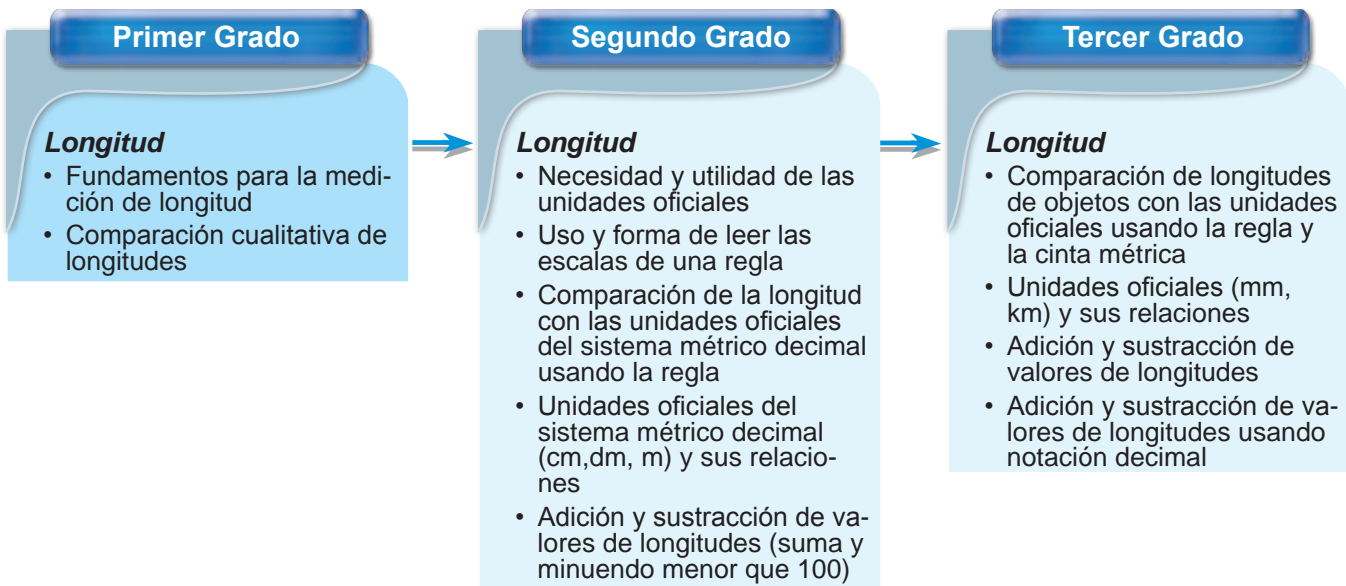 Primer Grado
Longitud
• Fundamentos para la medi-
ción de longitud
• Comparación cualitativa de
longitudes
Segundo Grado
Longitud
• Necesidad y utilidad de las
unidades oficiales
• Uso y forma de leer las
escalas de una regla
• Comparación de la longitud
con las unidades oficiales
del sistema métrico decimal
usando la regla
• Unidades oficiales del
sistema métrico decimal
(cm,dm, m) y sus relacio-
nes
• Adición y sustracción de va-
lores de longitudes (suma y
minuendo menor que 100)
Tercer Grado
Longitud
• Comparación de longitudes
de objetos con las unidades
oficiales usando la regla y
la cinta métrica
• Unidades oficiales (mm,
km) y sus relaciones
• Adición y sustracción de
valores de longitudes
• Adición y sustracción de va-
lores de longitudes usando
notación decimal